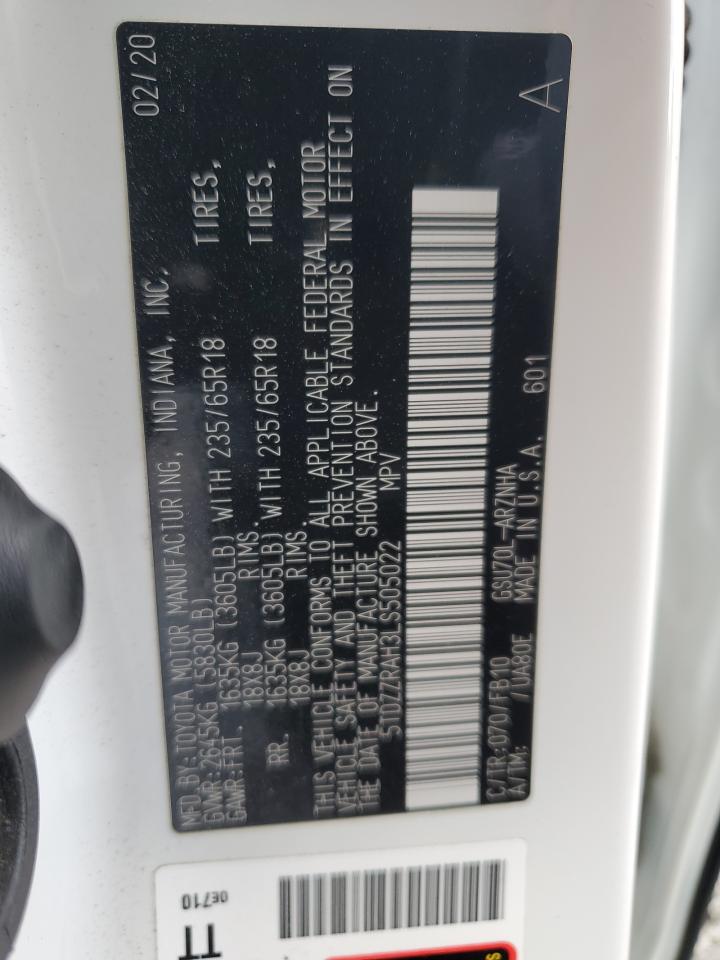 MFD.BY:TOYOTA MOTOR MANUFACTURING, INDIANA, INC. 02/20
GVWR:2645KG (5830LB)
GAWR:FRT. 1635KG (3605LB) WITH 235/65R18 TIRES,
18X8J RIMS.
RR. 1635KG (3605LB) WITH 235/65R18 TIRES,
18X8J RIMS.
THIS VEHICLE CONFORMS TO ALL APPLICABLE FEDERAL MOTOR
VEHICLE SAFETY AND THEFT PREVENTION STANDARDS IN EFFECT ON
THE DATE OF MANUFACTURE SHOWN ABOVE.
5TDZZRAH3LS505022 MPV
C/TR:070/FB10 GSU70L-ARZNHA
A/TM: /UA80E MADE IN U.S.A. 601 A
0E710
TT